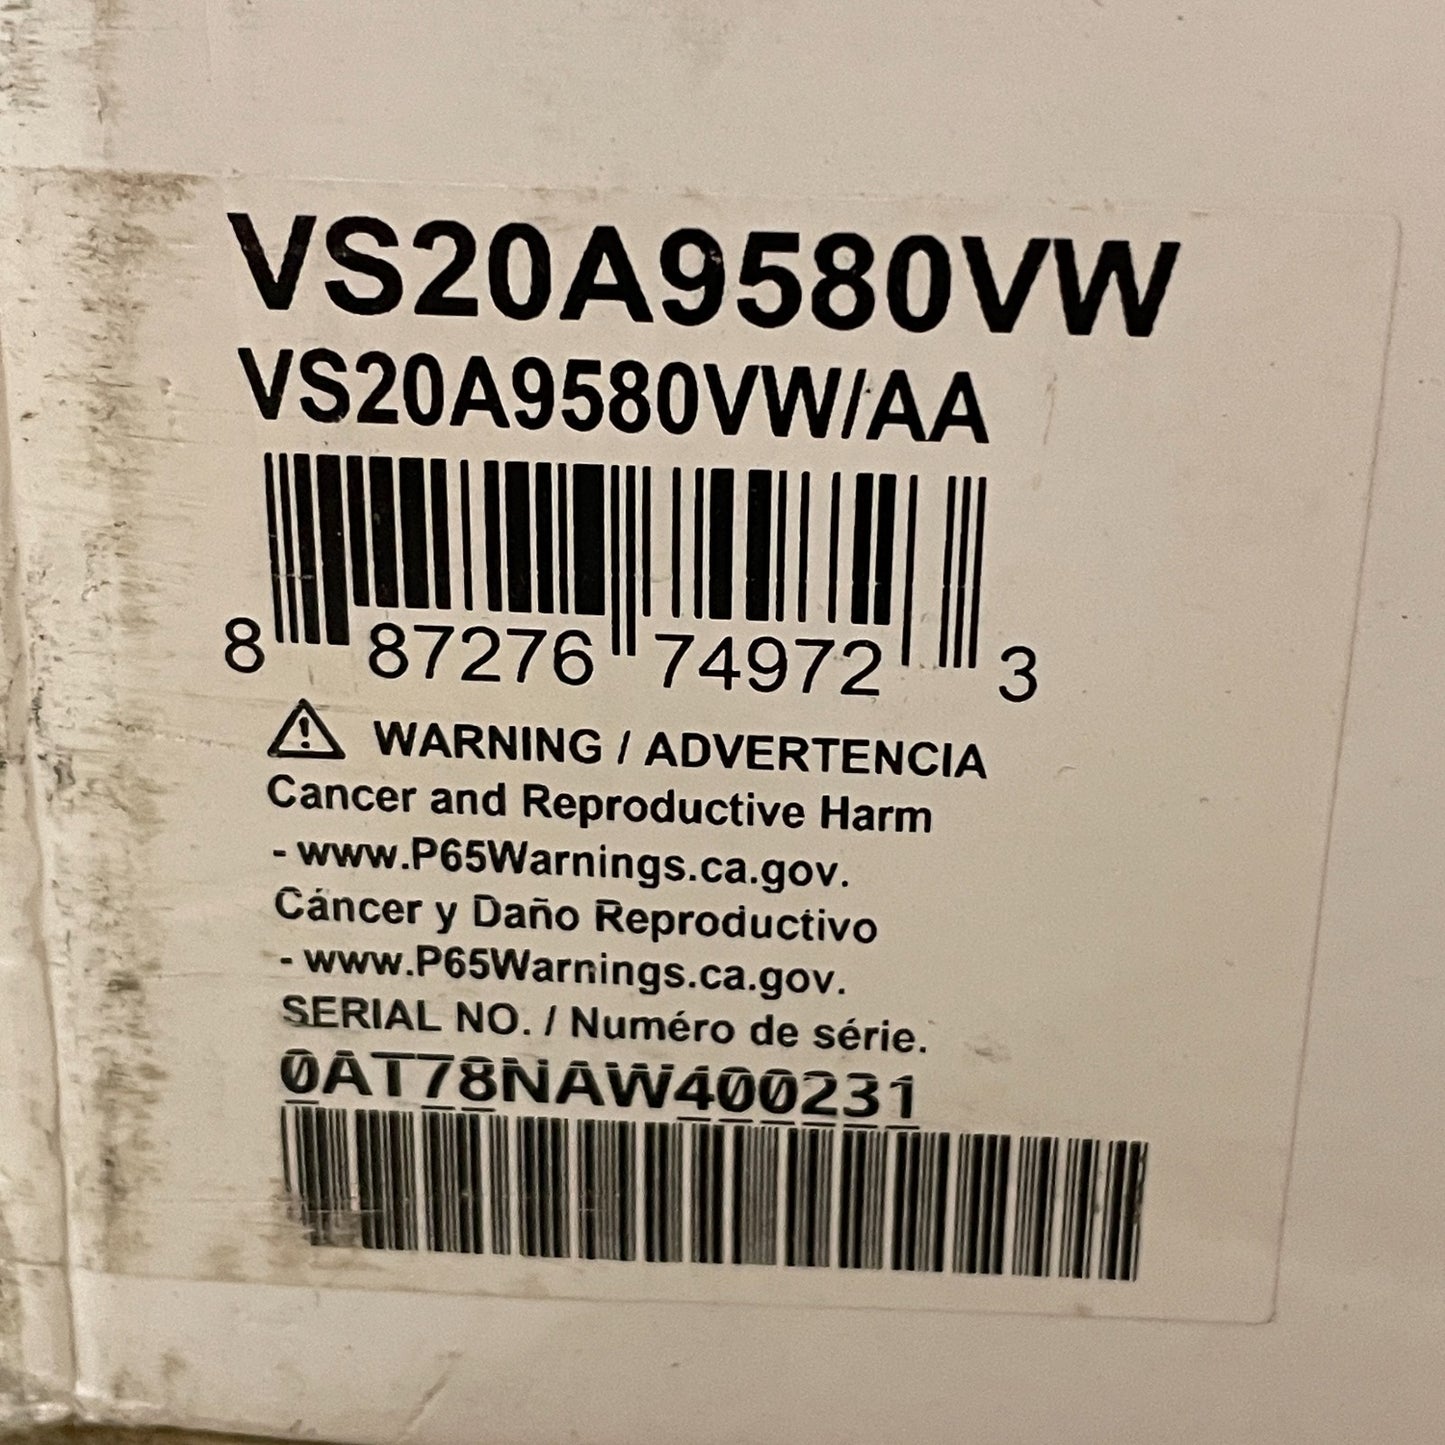 VS20A9580VW
VS20A9580VW/AA
8 87276 74972 3
WARNING / ADVERTENCIA
Cancer and Reproductive Harm
- www.P65Warnings.ca.gov.
Cáncer y Daño Reproductivo
- www.P65Warnings.ca.gov.
SERIAL NO. / Numéro de série.
0AT78NAW400231